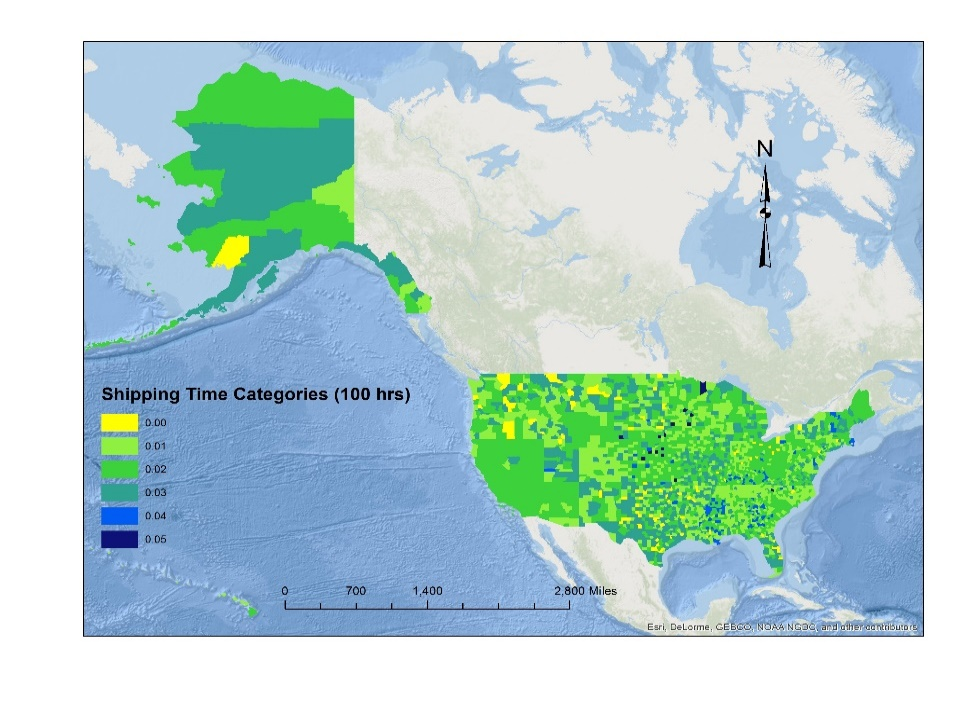 N
Shipping Time Categories (100 hrs)
0.00
0.01
0.02
0.03
0.04
0.05
0 700 1,400 2,800 Miles
Esri, DeLorme, GEBCO, NOAA NGDC, and other contributors